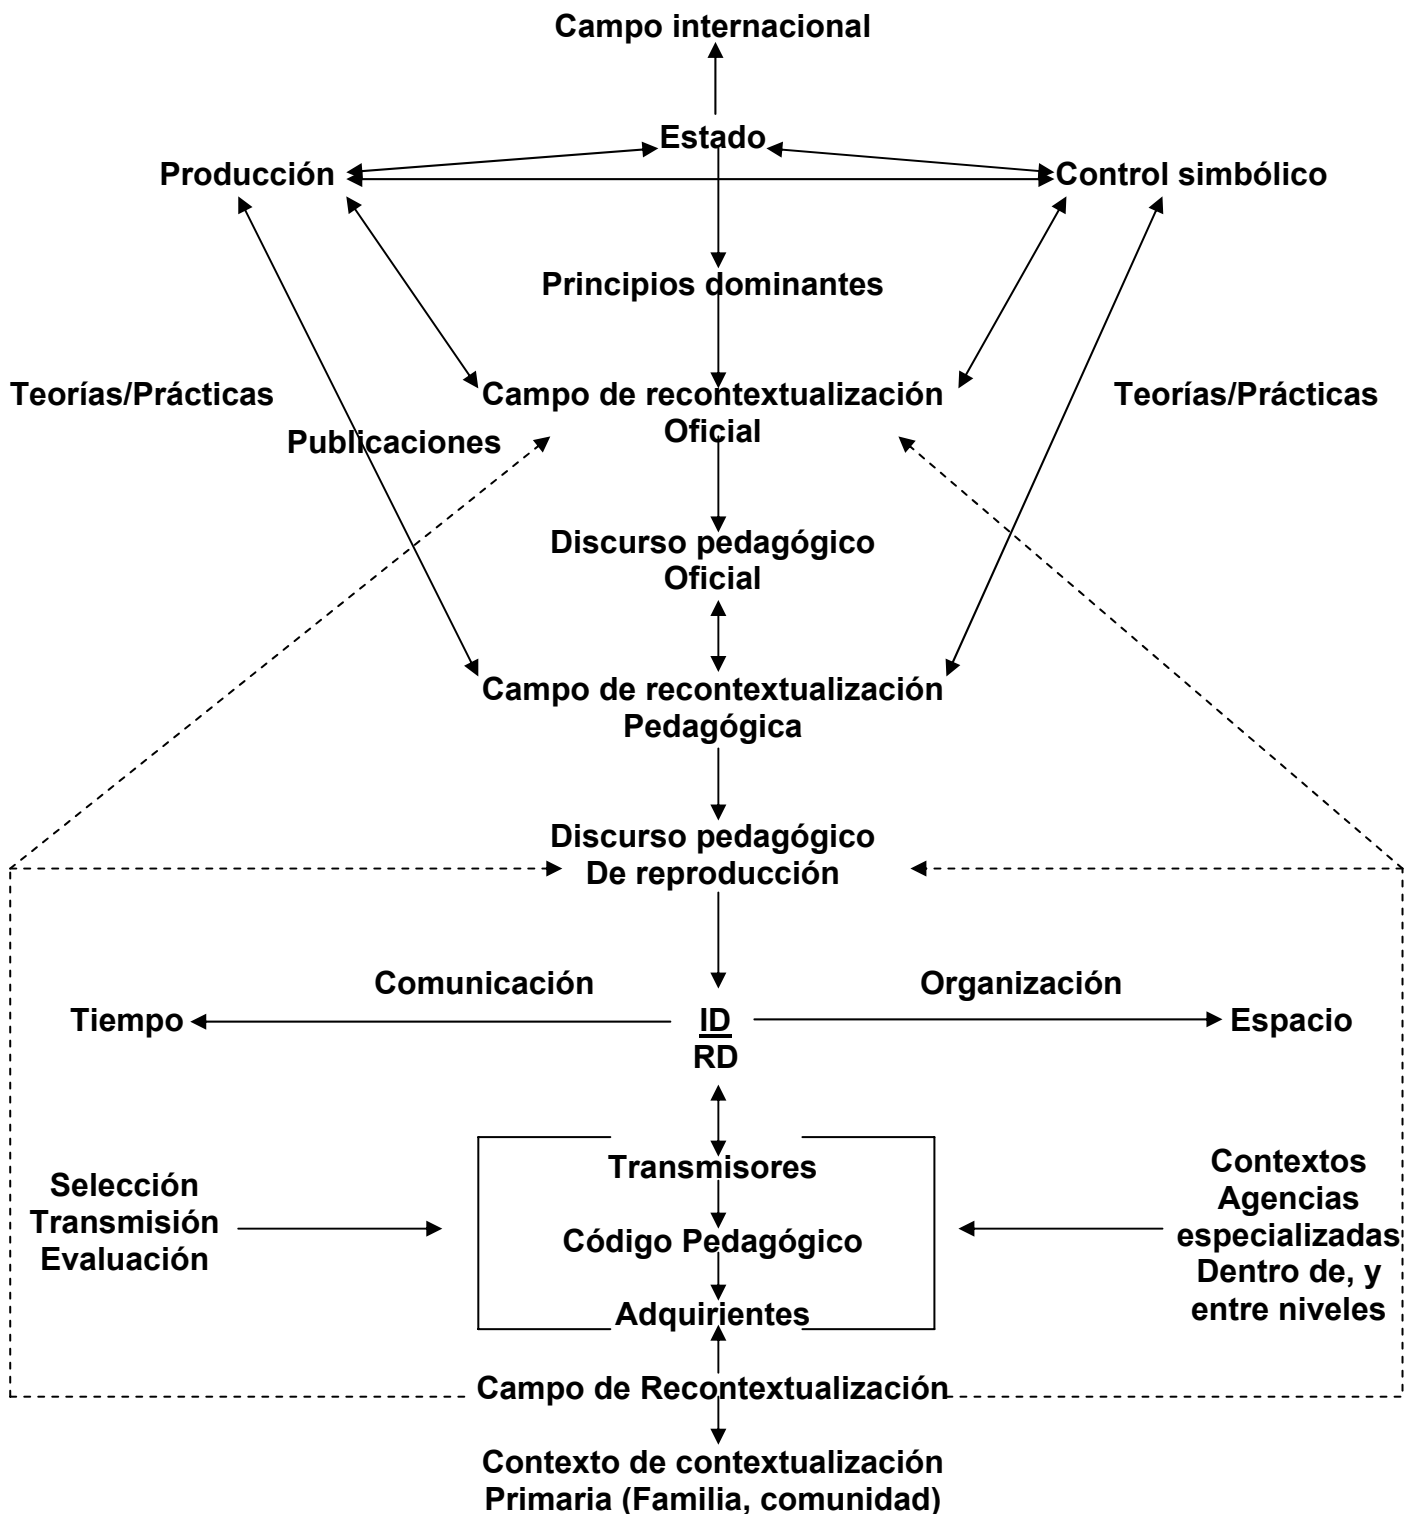 Campo internacional
Estado
Producción
Control simbólico
Principios dominantes
Teorías/Prácticas
Campo de recontextualización
Oficial
Teorías/Prácticas
Publicaciones
Discurso pedagógico
Oficial
Campo de recontextualización
Pedagógica
Discurso pedagógico
De reproducción
Comunicación
Organización
Tiempo
ID
RD
Espacio
Transmisores
Código Pedagógico
Adquirientes
Selección
Transmisión
Evaluación
Contextos
Agencias
especializadas
Dentro de, y
entre niveles
Campo de Recontextualización
Contexto de contextualización
Primaria (Familia, comunidad)